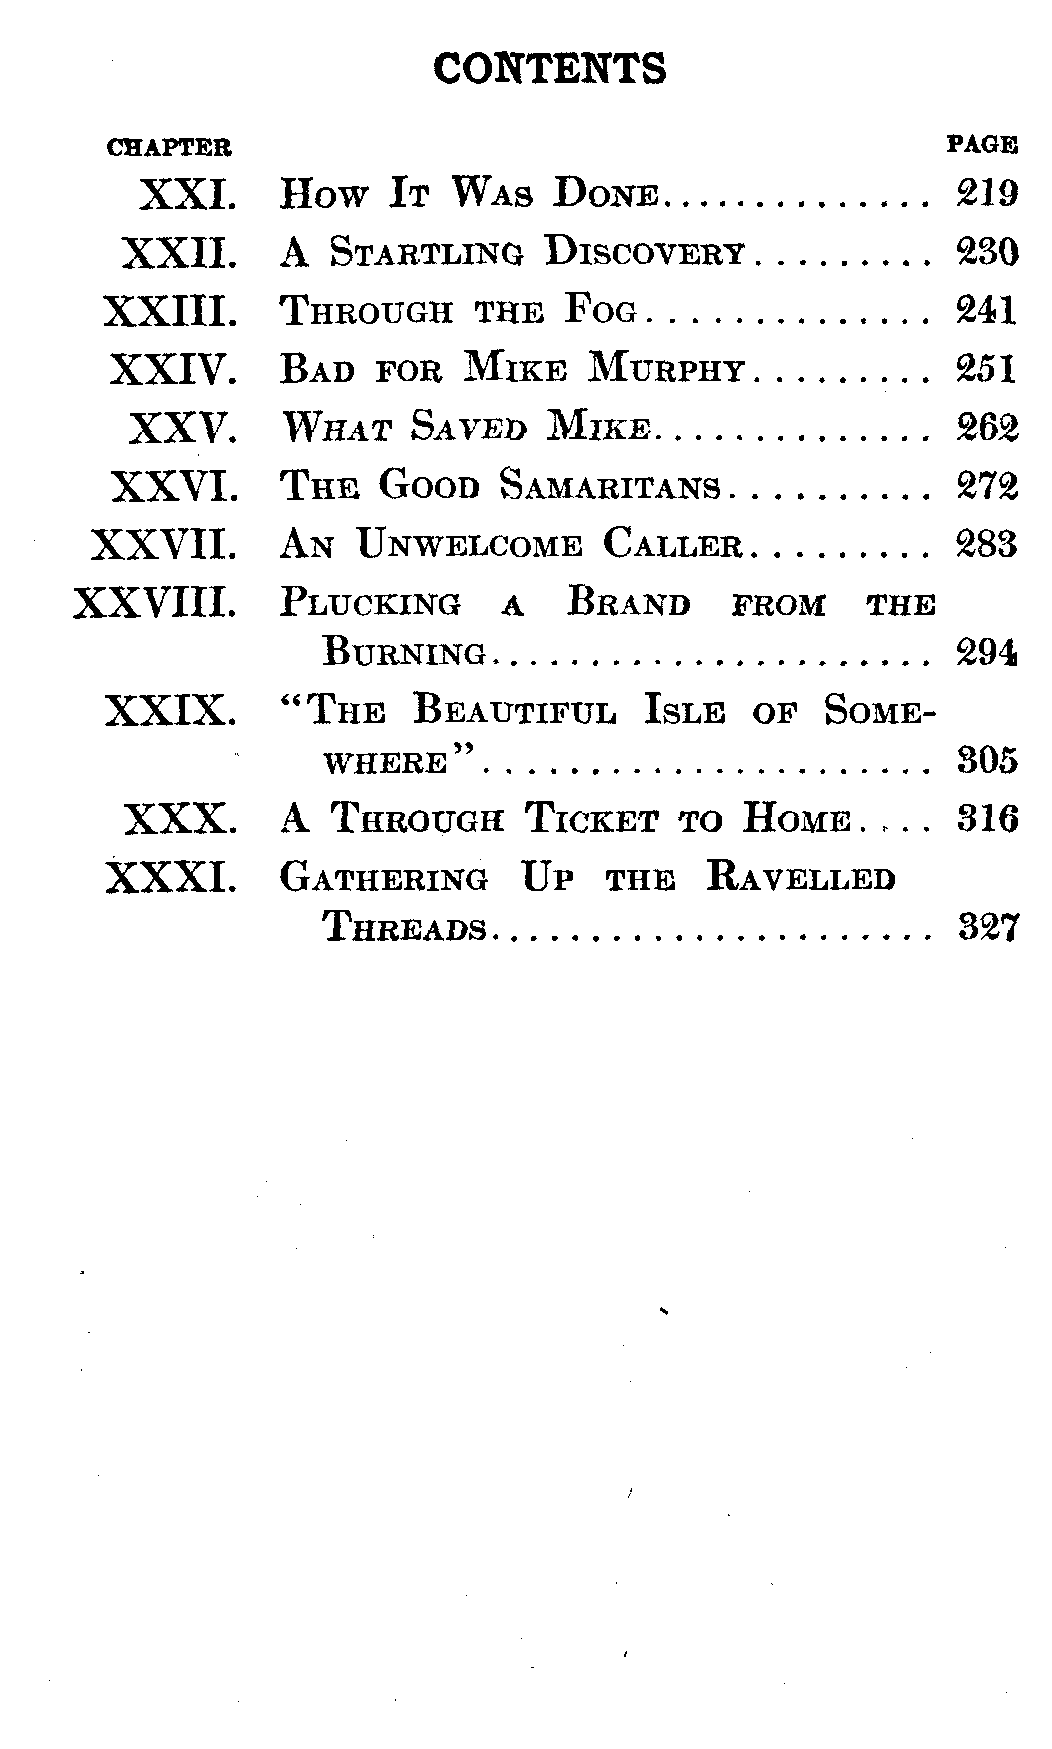 CONTENTS
CHAPTER PAGE
XXI. How It Was Done.............. 219
XXII. A Startling Discovery......... 230
XXIII. Through the Fog.............. 241
XXIV. Bad for Mike Murphy......... 251
XXV. What Saved Mike.............. 262
XXVI. The Good Samaritans.......... 272
XXVII. An Unwelcome Caller......... 283
XXVIII. Plucking a Brand from the
Burning...................... 294
XXIX. "The Beautiful Isle of Some-
where"...................... 305
XXX. A Through Ticket to Home.... 316
XXXI. Gathering Up the Ravelled
Threads...................... 327